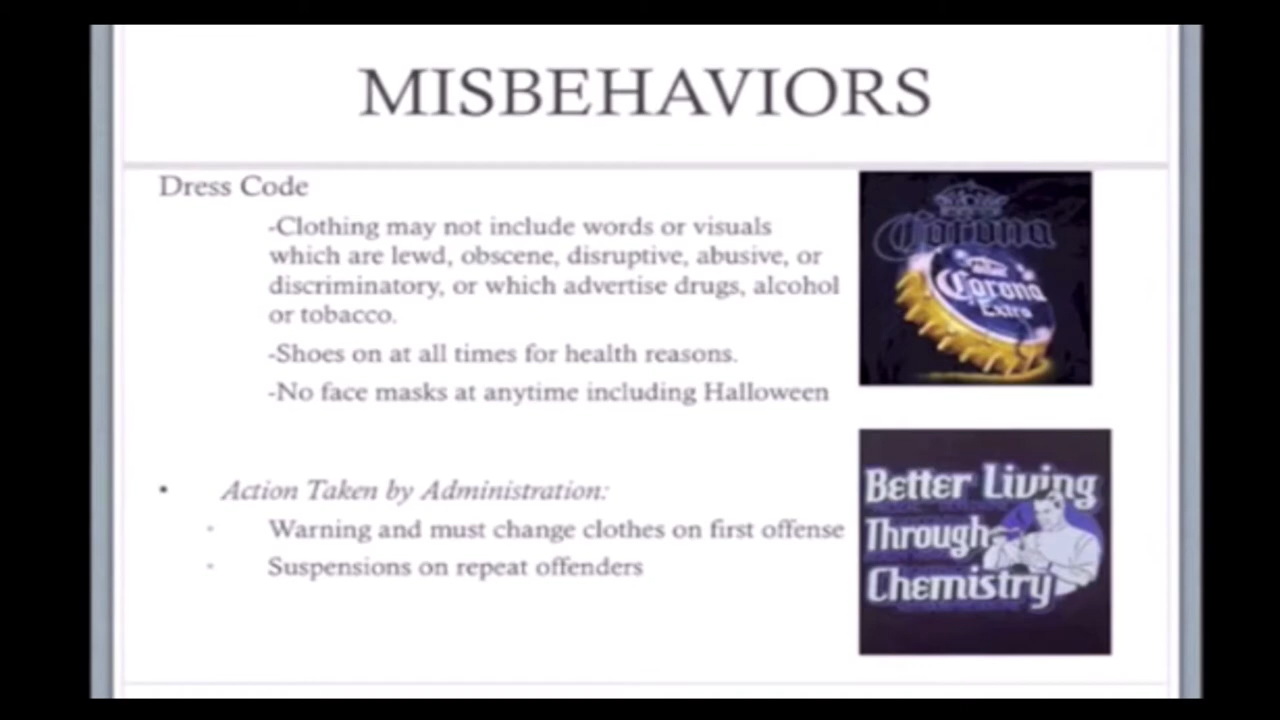 MISBEHAVIORS
Dress Code
-Clothing may not include words or visuals
which are lewd, obscene, disruptive, abusive, or
discriminatory, or which advertise drugs, alcohol
or tobacco.
-Shoes on at all times for health reasons.
-No face masks at anytime including Halloween
• Action Taken by Administration:
- Warning and must change clothes on first offense
- Suspensions on repeat offenders
Corona
Corona
Extra
Better Living
Through
Chemistry